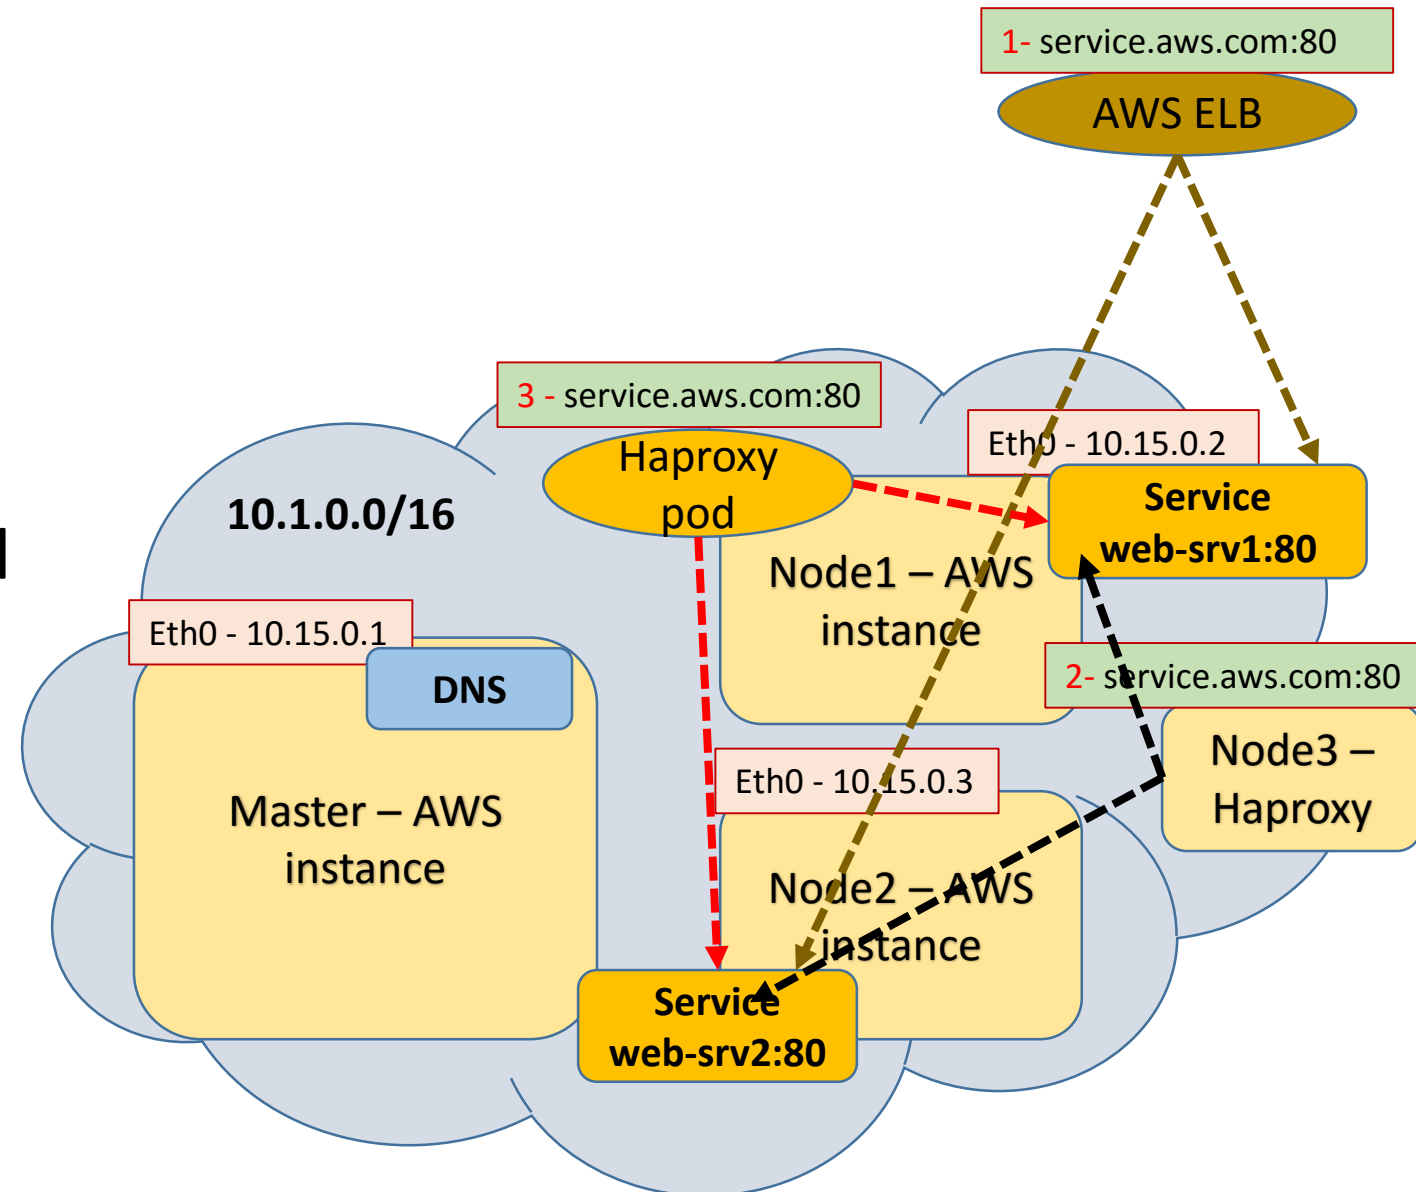 1- service.aws.com:80
AWS ELB
3 - service.aws.com:80
Haproxy
pod
Eth0 - 10.15.0.2
Service
web-srv1:80
10.1.0.0/16
Node1 – AWS
instance
Eth0 - 10.15.0.1
DNS
2- service.aws.com:80
Node3 –
Haproxy
Master – AWS
instance
Eth0 - 10.15.0.3
Node2 – AWS
instance
Service
web-srv2:80